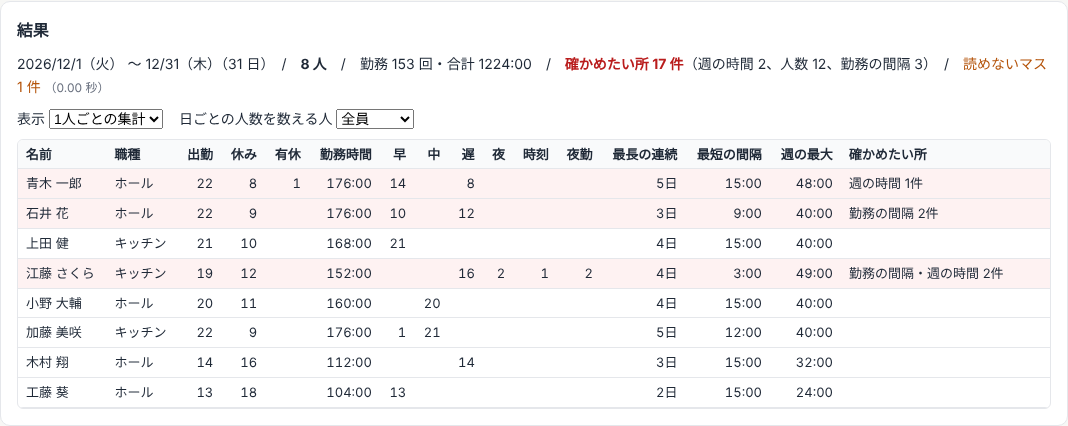 結果
2026/12/1（火） ～ 12/31（木）（31 日） / 8 人 / 勤務 153 回・合計 1224:00 / 確かめたい所 17 件（週の時間 2、人数 12、勤務の間隔 3） / 読めないマス
1 件 （0.00 秒）
表示 1人ごとの集計 日ごとの人数を数える人 全員
名前 職種 出勤 休み 有休 勤務時間 早 中 遅 夜 時刻 夜勤 最長の連続 最短の間隔 週の最大 確かめたい所
青木 一郎 ホール 22 8 1 176:00 14 8 5日 15:00 48:00 週の時間 1件
石井 花 ホール 22 9 176:00 10 12 3日 9:00 40:00 勤務の間隔 2件
上田 健 キッチン 21 10 168:00 21 4日 15:00 40:00
江藤 さくら キッチン 19 12 152:00 16 2 1 2 4日 3:00 49:00 勤務の間隔・週の時間 2件
小野 大輔 ホール 20 11 160:00 20 4日 15:00 40:00
加藤 美咲 キッチン 22 9 176:00 1 21 5日 12:00 40:00
木村 翔 ホール 14 16 112:00 14 3日 15:00 32:00
工藤 葵 ホール 13 18 104:00 13 2日 15:00 24:00